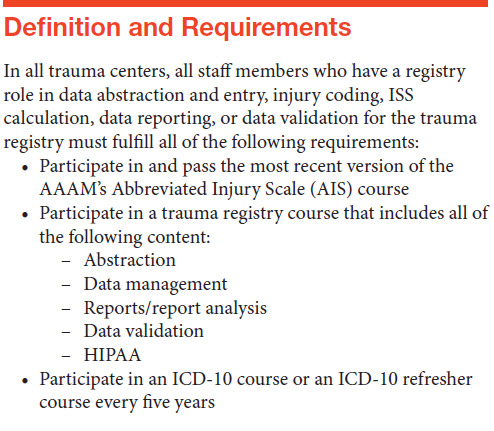 Definition and Requirements
In all trauma centers, all staff members who have a registry
role in data abstraction and entry, injury coding, ISS
calculation, data reporting, or data validation for the trauma
registry must fulfill all of the following requirements:
• Participate in and pass the most recent version of the
AAAM’s Abbreviated Injury Scale (AIS) course
• Participate in a trauma registry course that includes all of
the following content:
– Abstraction
– Data management
– Reports/report analysis
– Data validation
– HIPAA
• Participate in an ICD-10 course or an ICD-10 refresher
course every five years